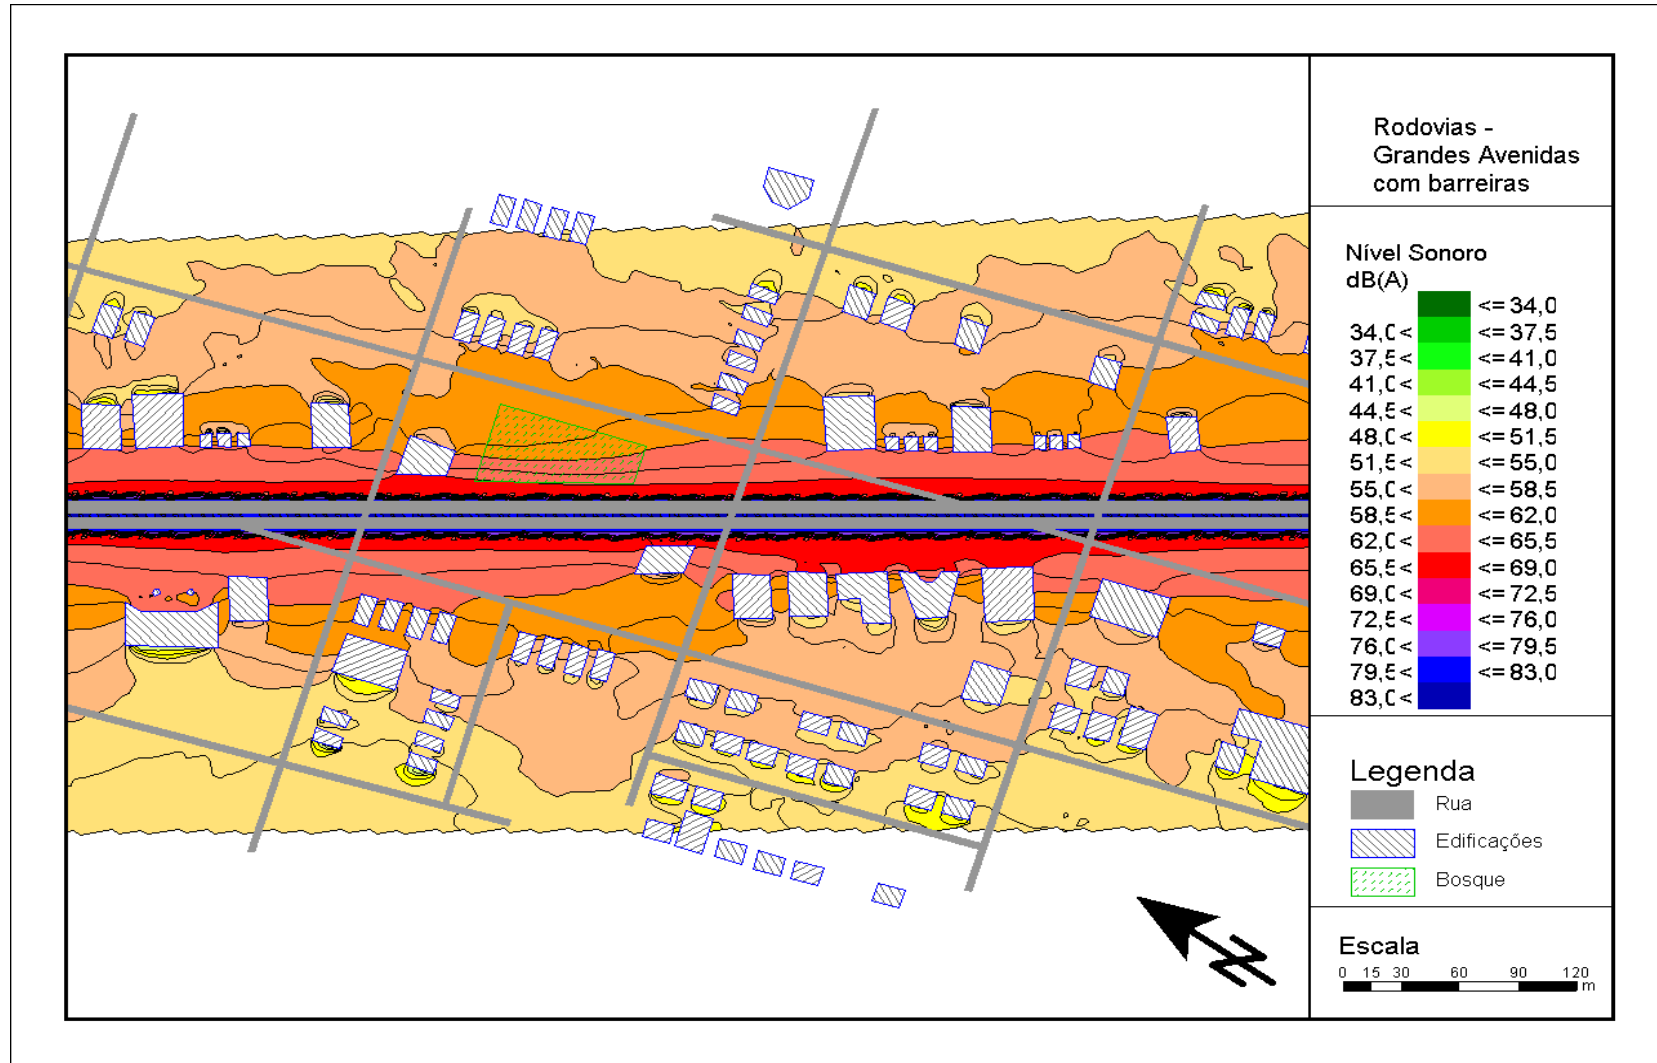 Rodovias -
Grandes Avenidas
com barreiras
Nível Sonoro
dB(A)
<= 34,0
34,0 < <= 37,5
37,5 < <= 41,0
41,0 < <= 44,5
44,5 < <= 48,0
48,0 < <= 51,5
51,5 < <= 55,0
55,0 < <= 58,5
58,5 < <= 62,0
62,0 < <= 65,5
65,5 < <= 69,0
69,0 < <= 72,5
72,5 < <= 76,0
76,0 < <= 79,5
79,5 < <= 83,0
83,0 <
Legenda
Rua
Edificações
Bosque
N
Escala
0 15 30 60 90 120
m